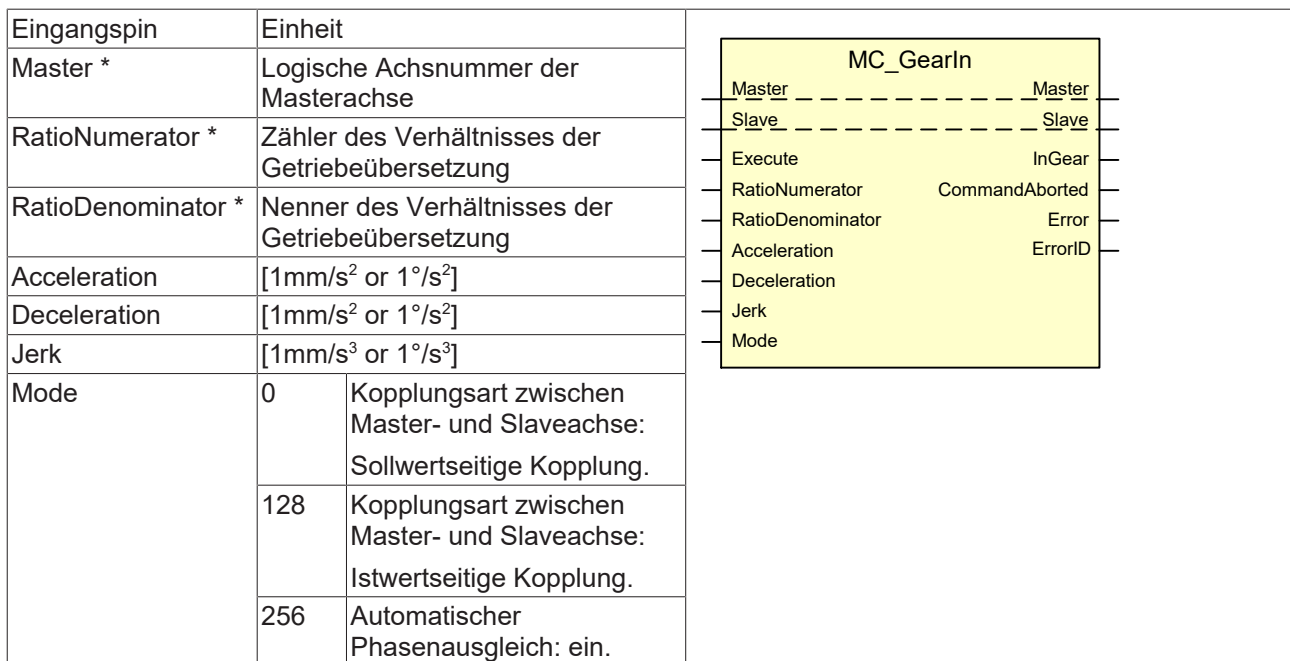 Eingangspin Einheit
Master * Logische Achsnummer der
Masterachse
RatioNumerator * Zähler des Verhältnisses der
Getriebeübersetzung
RatioDenominator * Nenner des Verhältnisses der
Getriebeübersetzung
Acceleration [1mm/s² or 1°/s²]
Deceleration [1mm/s² or 1°/s²]
Jerk [1mm/s³ or 1°/s³]
Mode 0 Kopplungsart zwischen
Master- und Slaveachse:
Sollwertseitige Kopplung.
128 Kopplungsart zwischen
Master- und Slaveachse:
Istwertseitige Kopplung.
256 Automatischer
Phasenausgleich: ein.
MC_GearIn
Master Master
Slave Slave
Execute InGear
RatioNumerator CommandAborted
RatioDenominator Error
Acceleration ErrorID
Deceleration
Jerk
Mode